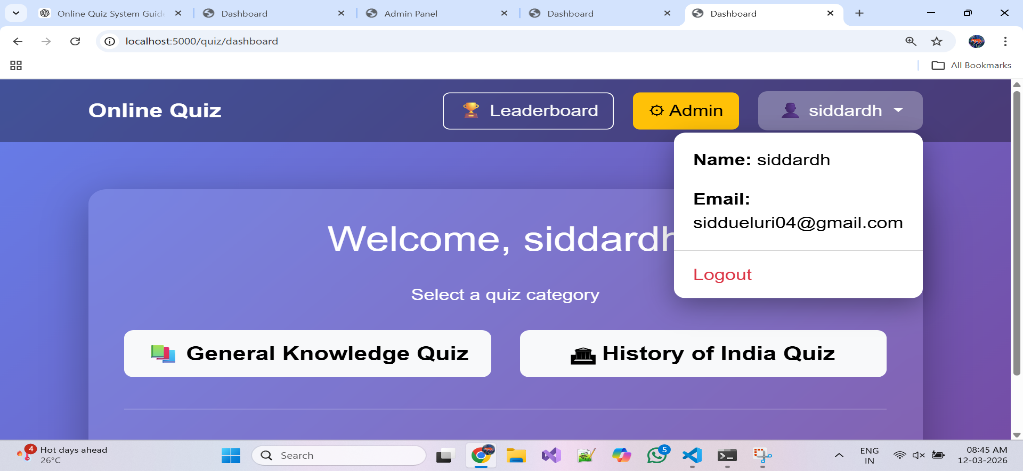 Online Quiz System Guid
Dashboard
Admin Panel
Dashboard
Dashboard
localhost:5000/quiz/dashboard
All Bookmarks
Online Quiz
Leaderboard
Admin
siddardh
Name: siddardh
Email:
siddueluri04@gmail.com
Logout
Welcome, siddardh
Select a quiz category
General Knowledge Quiz
History of India Quiz
4
Hot days ahead
26°C
Search
5
ENG
IN
08:45 AM
12-03-2026